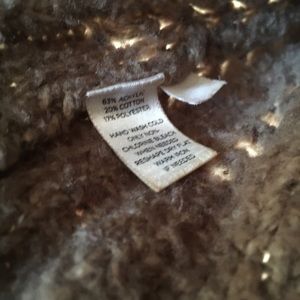 63% ACRYLIC
20% COTTON
17% POLYESTER
HAND WASH COLD
ONLY NON-
CHLORINE BLEACH
WHEN NEEDED
RESHAPE DRY FLAT
WARM IRON
IF NEEDED